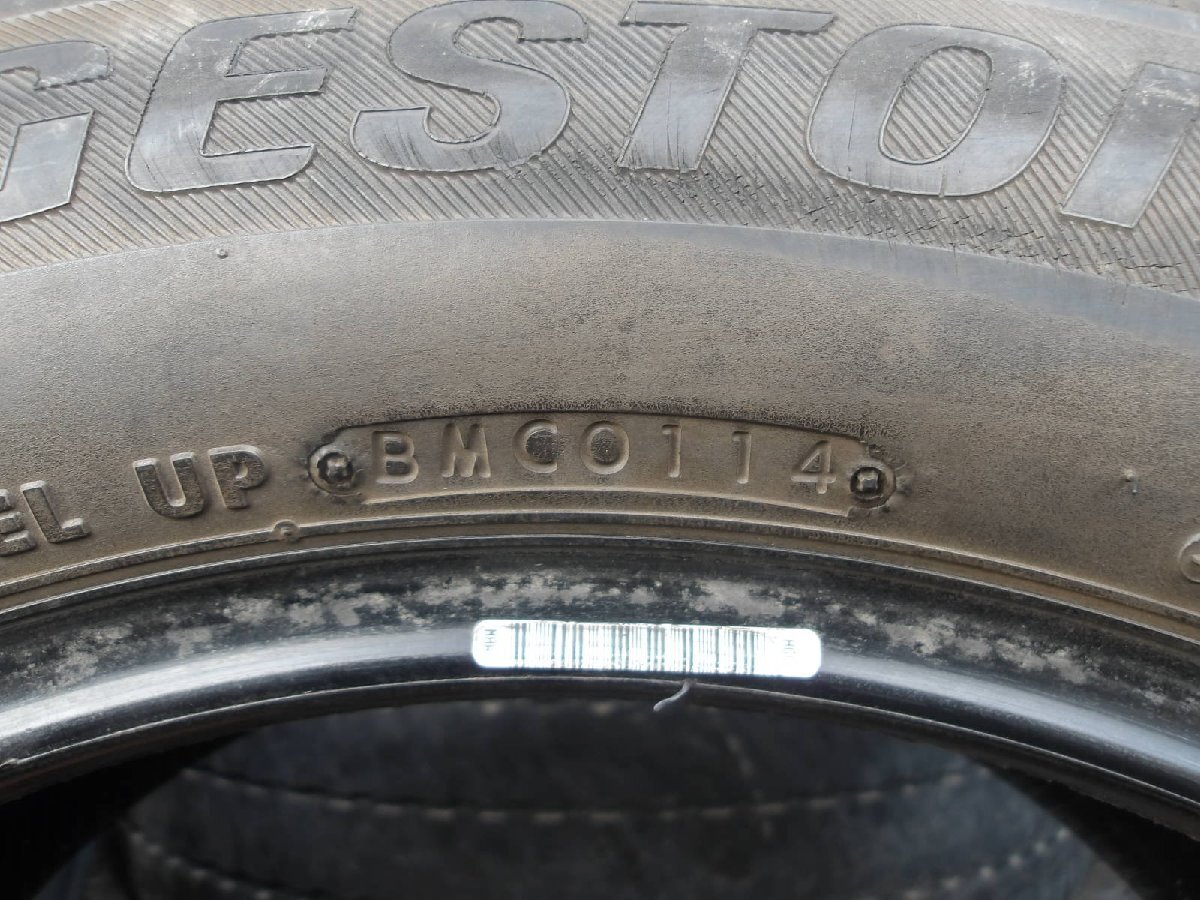 GESTO
EL UP BMC0114